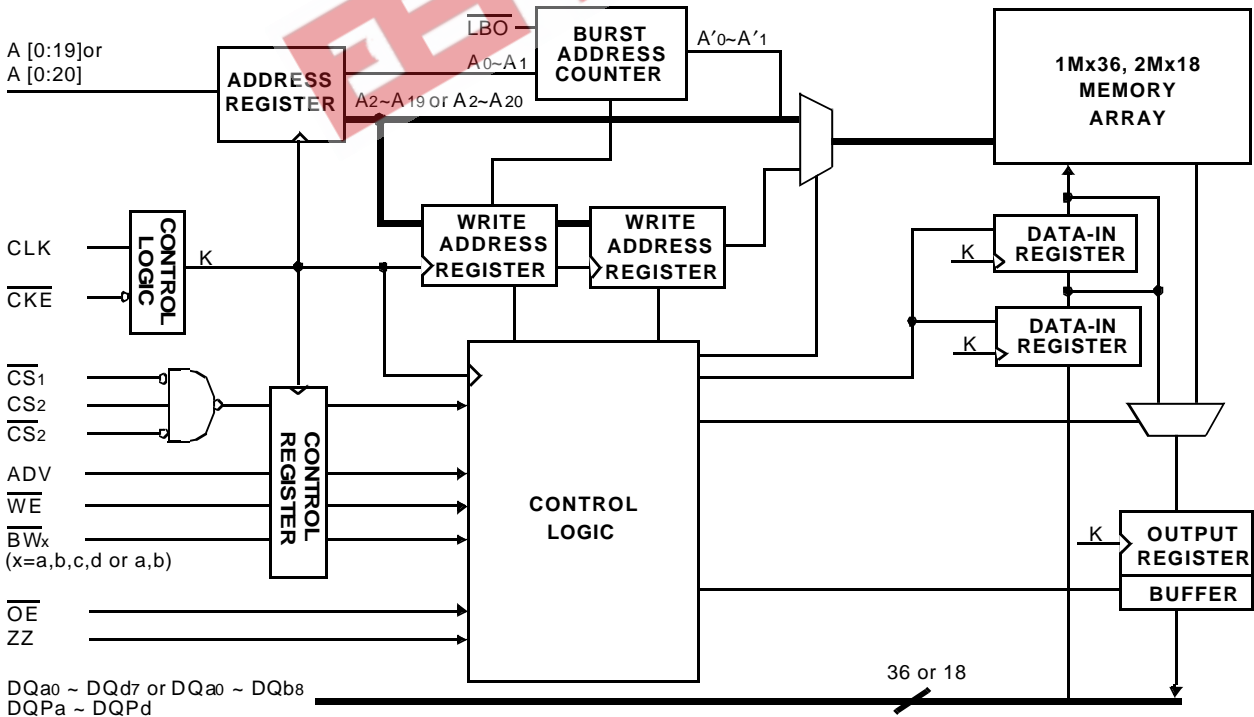 A [0:19]or
A [0:20]
ADDRESS
REGISTER
LBO
BURST
ADDRESS
COUNTER
A0~A1
A′0~A′1
A2~A19 or A2~A20
1Mx36, 2Mx18
MEMORY
ARRAY
WRITE
ADDRESS
REGISTER
WRITE
ADDRESS
REGISTER
CLK
CKE
CONTROL
LOGIC
K
DATA-IN
REGISTER
K
DATA-IN
REGISTER
K
CS1
CS2
CS2
ADV
WE
BWx
(x=a,b,c,d or a,b)
CONTROL
REGISTER
CONTROL
LOGIC
K
OUTPUT
REGISTER
BUFFER
OE
ZZ
DQa0 ~ DQd7 or DQa0 ~ DQb8
DQPa ~ DQPd
36 or 18